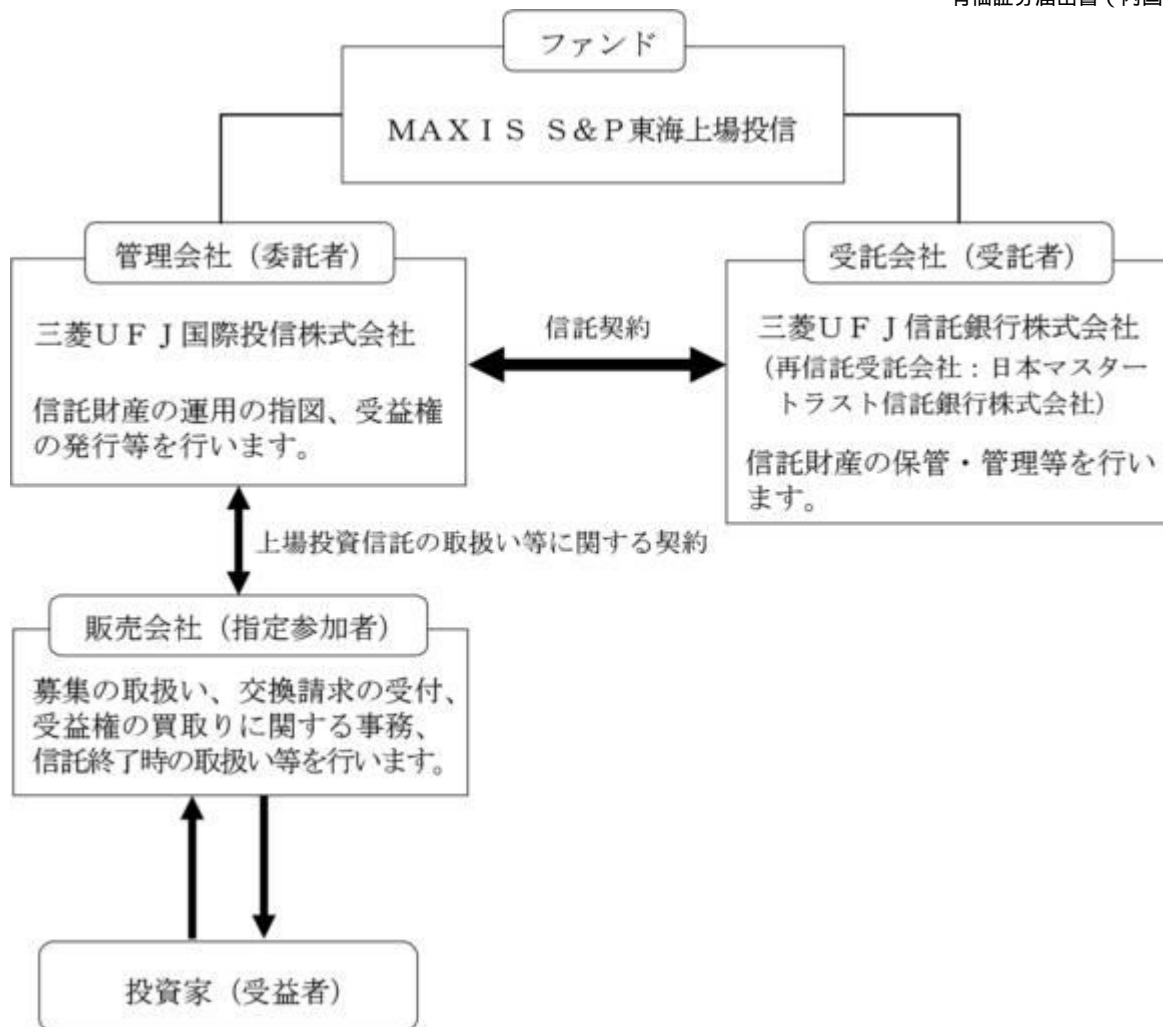 有価証券届出書（内国
ファンド
ＭＡＸＩＳ Ｓ＆Ｐ東海上場投信
管理会社（委託者）
三菱ＵＦＪ国際投信株式会社
信託財産の運用の指図、受益権
の発行等を行います。
信託契約
受託会社（受託者）
三菱ＵＦＪ信託銀行株式会社
（再信託受託会社：日本マスター
トラスト信託銀行株式会社）
信託財産の保管・管理等を行い
ます。
上場投資信託の取扱い等に関する契約
販売会社（指定参加者）
募集の取扱い、交換請求の受付、
受益権の買取りに関する事務、
信託終了時の取扱い等を行います。
投資家（受益者）